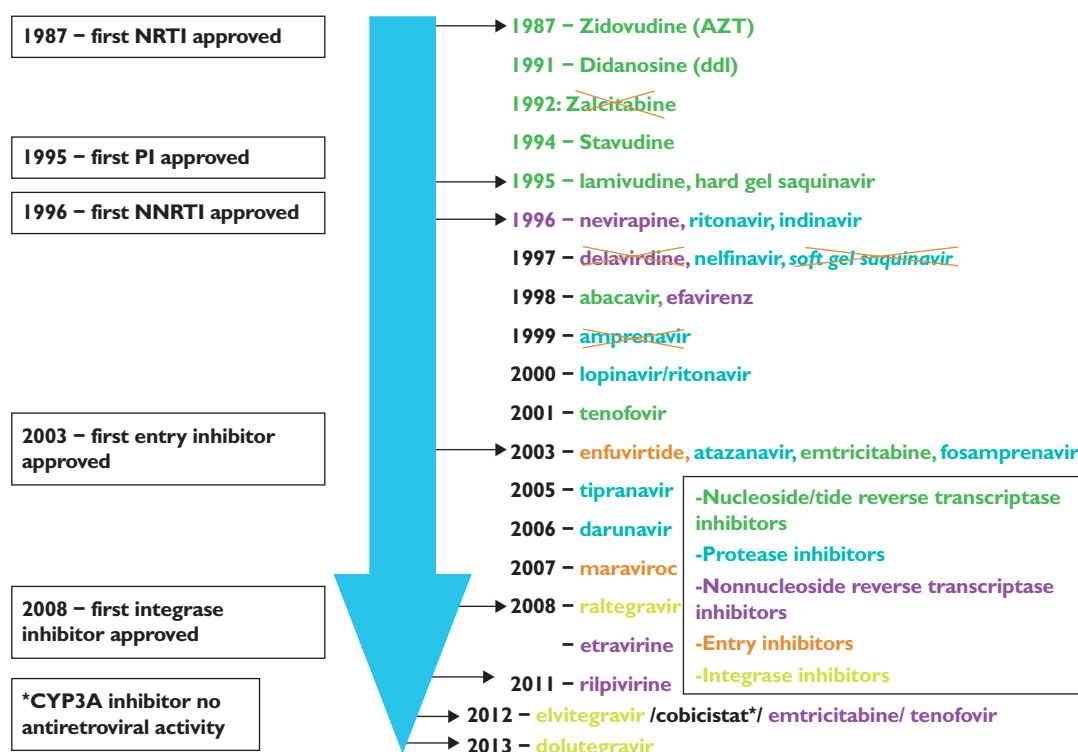 1987 – first NRTI approved
1995 – first PI approved
1996 – first NNRTI approved
2003 – first entry inhibitor
approved
2008 – first integrase
inhibitor approved
*CYP3A inhibitor no
antiretroviral activity
1987 – Zidovudine (AZT)
1991 – Didanosine (ddl)
1992: Zalcitabine
1994 – Stavudine
1995 – lamivudine, hard gel saquinavir
1996 – nevirapine, ritonavir, indinavir
1997 – delavirdine, nelfinavir, soft gel saquinavir
1998 – abacavir, efavirenz
1999 – amprenavir
2000 – lopinavir/ritonavir
2001 – tenofovir
2003 – enfuvirtide, atazanavir, emtricitabine, fosamprenavir
2005 – tipranavir
2006 – darunavir
2007 – maraviroc
2008 – raltegravir
– etravirine
2011 – rilpivirine
2012 – elvitegravir /cobicistat*/ emtricitabine/ tenofovir
2013 – dolutegravir
-Nucleoside/tide reverse transcriptase
inhibitors
-Protease inhibitors
-Nonnucleoside reverse transcriptase
inhibitors
-Entry inhibitors
-Integrase inhibitors